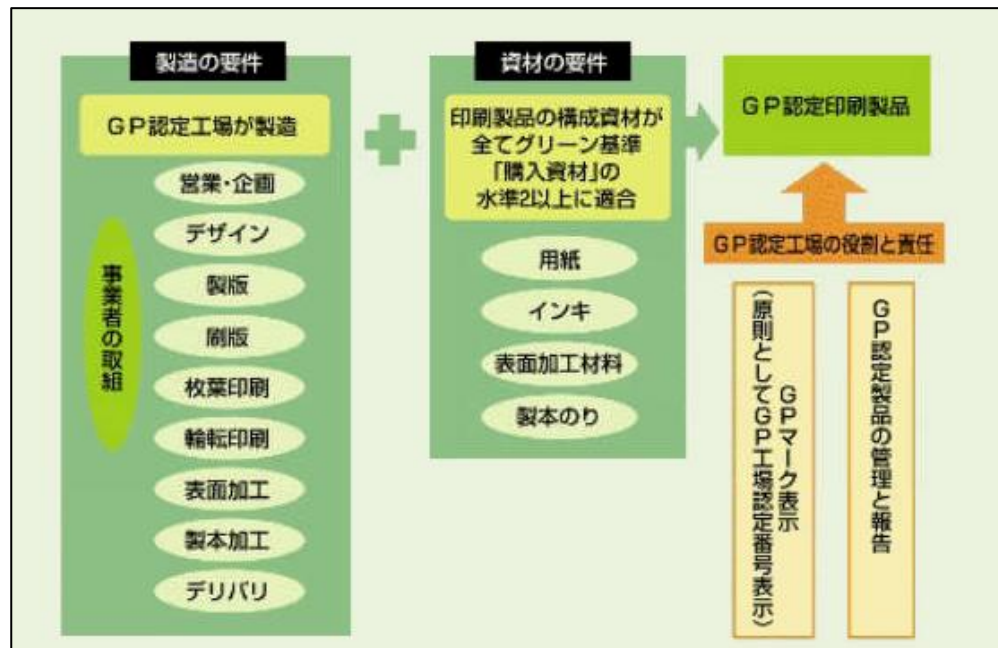 製造の要件
GP認定工場が製造
事業者の取組
営業・企画
デザイン
製版
刷版
枚葉印刷
輪転印刷
表面加工
製本加工
デリバリ
資材の要件
印刷製品の構成資材が
全てグリーン基準
「購入資材」の
水準2以上に適合
用紙
インキ
表面加工材料
製本のり
GP認定印刷製品
GP認定工場の役割と責任
GPマーク表示
(原則としてGP工場認定番号表示)
GP認定製品の管理と報告